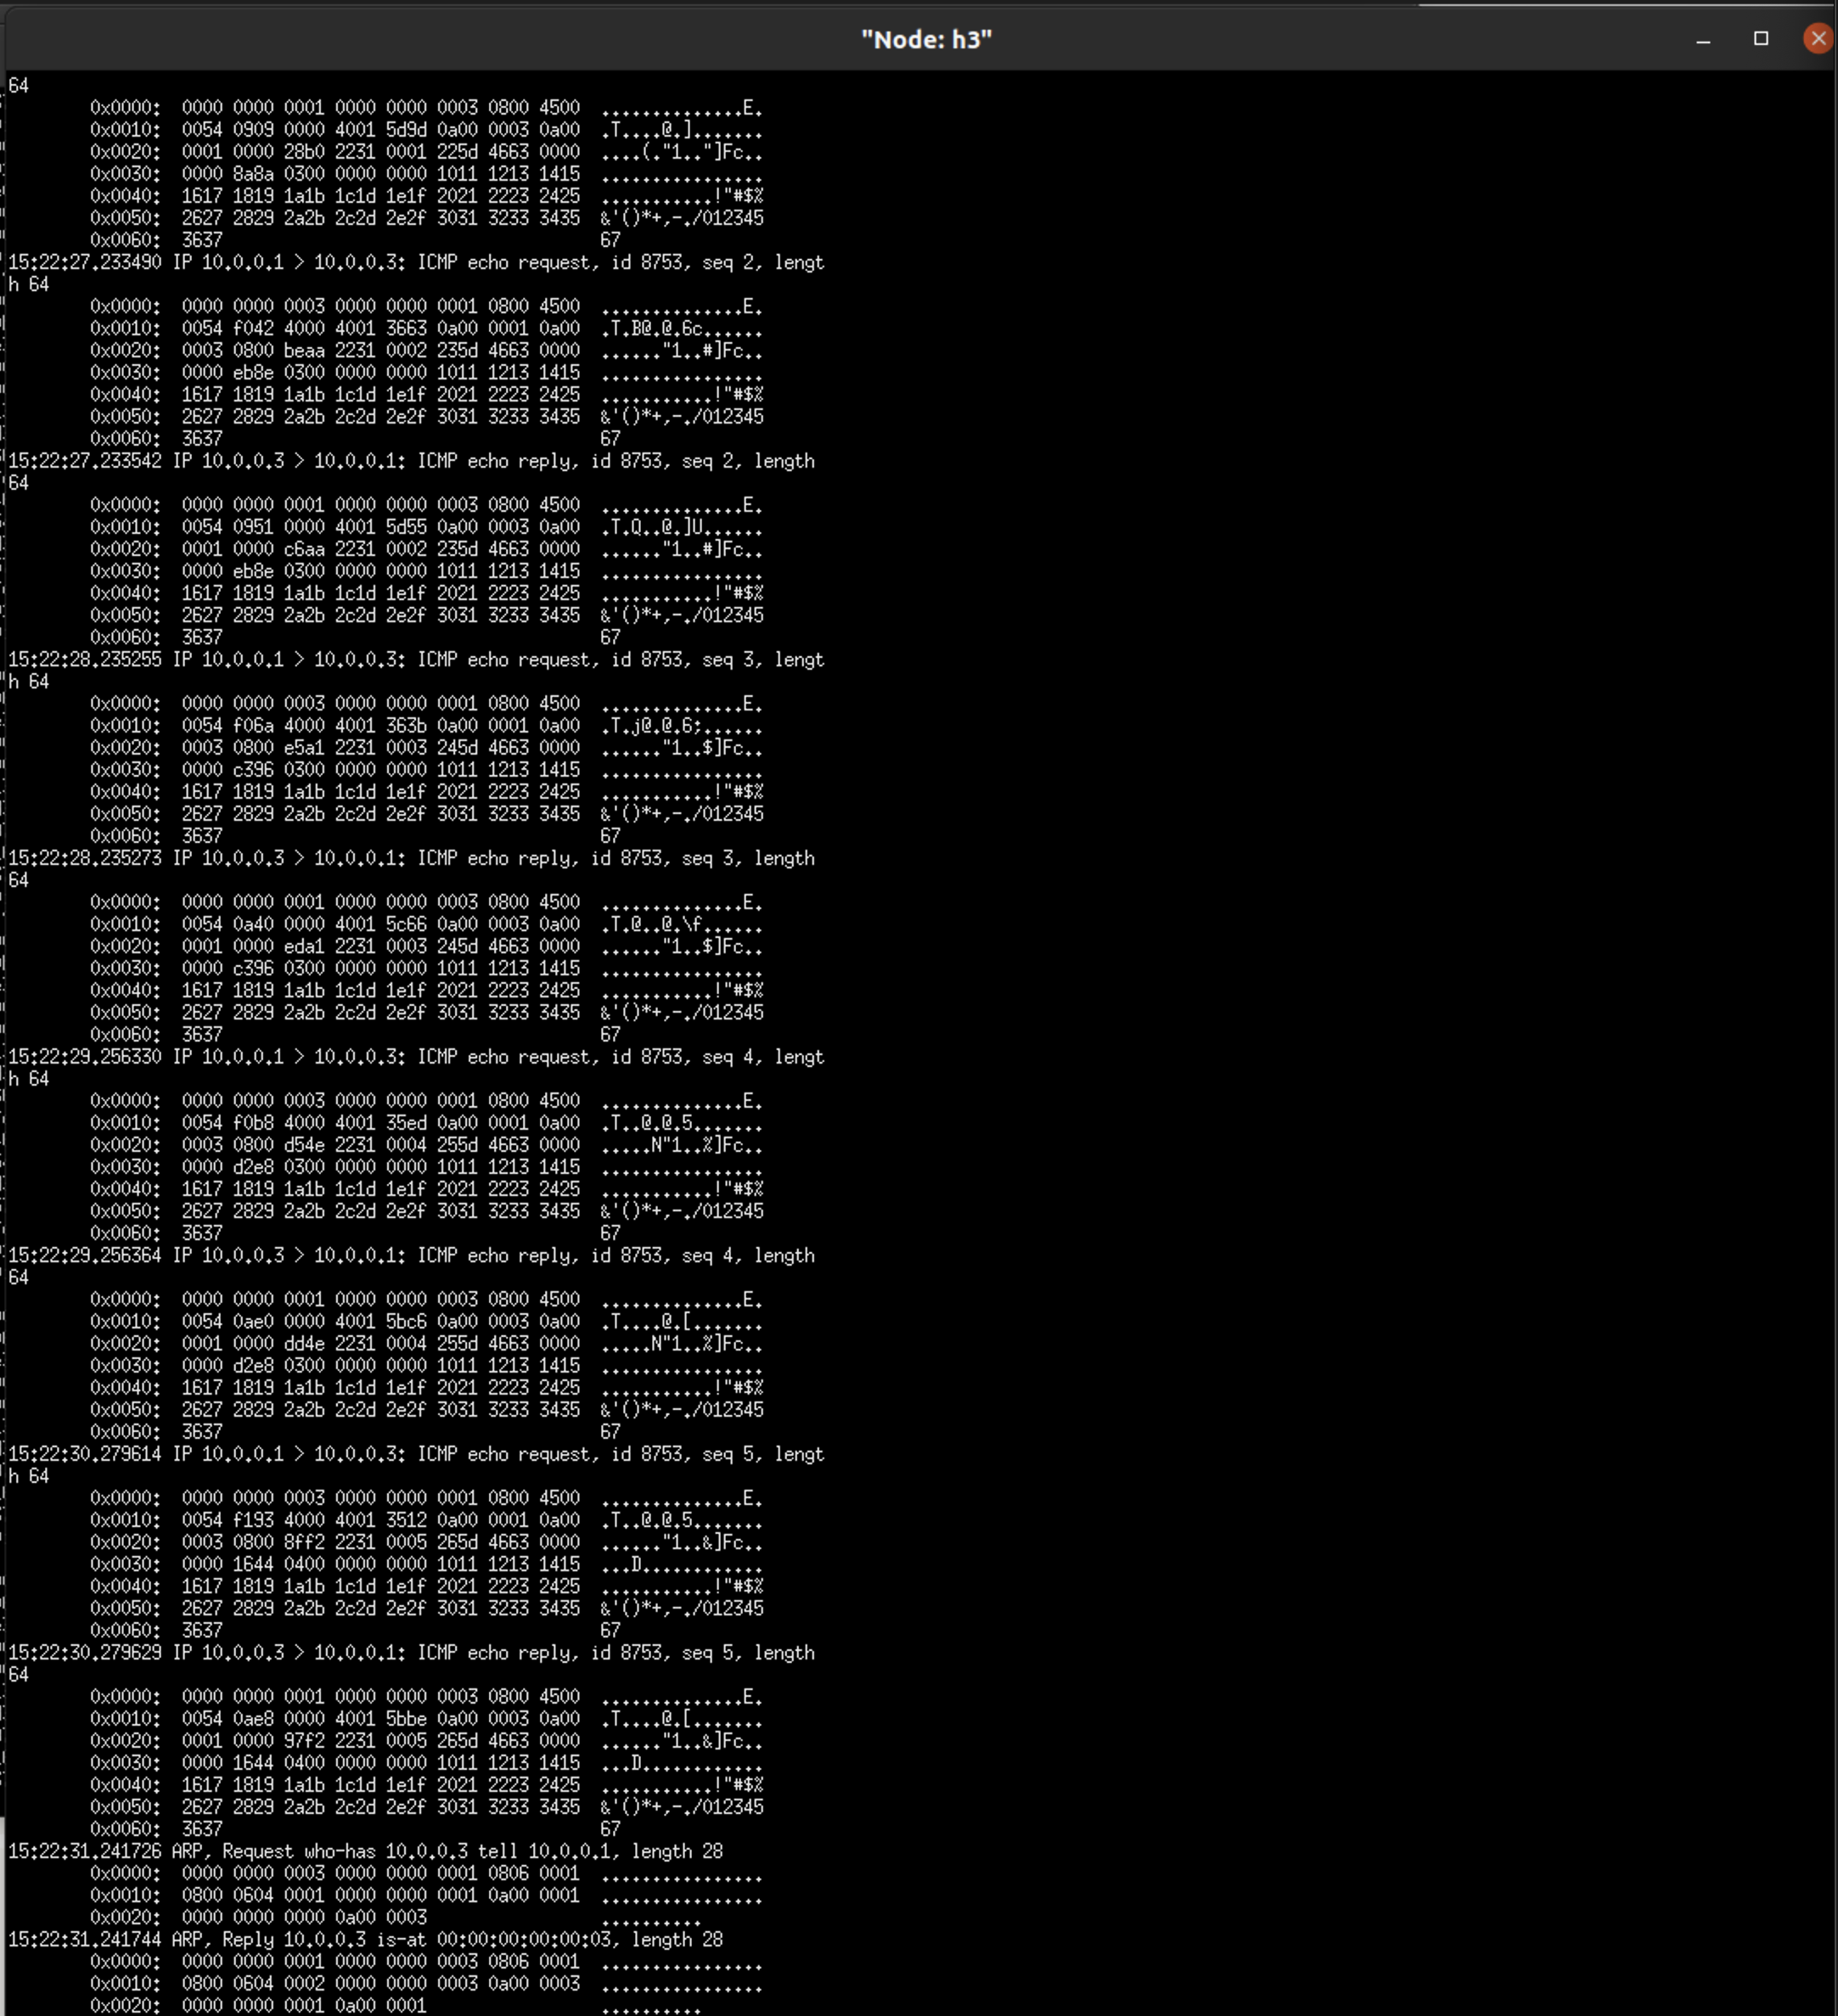 "Node: h3"
64
0x0000: 0000 0000 0001 0000 0000 0003 0800 4500 ..............E.
0x0010: 0054 0909 0000 4001 5d9d 0a00 0003 0a00 .T....@.].......
0x0020: 0001 0000 28b0 2231 0001 225d 4663 0000 ....(."1.."]Fc..
0x0030: 0000 8a8a 0300 0000 0000 1011 1213 1415 ................
0x0040: 1617 1819 1a1b 1c1d 1e1f 2021 2223 2425 ...........!"#$%
0x0050: 2627 2829 2a2b 2c2d 2e2f 3031 3233 3435 &'()*+,-./012345
0x0060: 3637 67
15:22:27.233490 IP 10.0.0.1 > 10.0.0.3: ICMP echo request, id 8753, seq 2, lengt
h 64
0x0000: 0000 0000 0003 0000 0000 0001 0800 4500 ..............E.
0x0010: 0054 f042 4000 4001 3663 0a00 0001 0a00 .T.B@.@.6c......
0x0020: 0003 0800 beaa 2231 0002 235d 4663 0000 ......"1..#]Fc..
0x0030: 0000 eb8e 0300 0000 0000 1011 1213 1415 ................
0x0040: 1617 1819 1a1b 1c1d 1e1f 2021 2223 2425 ...........!"#$%
0x0050: 2627 2829 2a2b 2c2d 2e2f 3031 3233 3435 &'()*+,-./012345
0x0060: 3637 67
15:22:27.233542 IP 10.0.0.3 > 10.0.0.1: ICMP echo reply, id 8753, seq 2, length
64
0x0000: 0000 0000 0001 0000 0000 0003 0800 4500 ..............E.
0x0010: 0054 0951 0000 4001 5d55 0a00 0003 0a00 .T.Q..@.]U......
0x0020: 0001 0000 c6aa 2231 0002 235d 4663 0000 ......"1..#]Fc..
0x0030: 0000 eb8e 0300 0000 0000 1011 1213 1415 ................
0x0040: 1617 1819 1a1b 1c1d 1e1f 2021 2223 2425 ...........!"#$%
0x0050: 2627 2829 2a2b 2c2d 2e2f 3031 3233 3435 &'()*+,-./012345
0x0060: 3637 67
15:22:28.235255 IP 10.0.0.1 > 10.0.0.3: ICMP echo request, id 8753, seq 3, lengt
h 64
0x0000: 0000 0000 0003 0000 0000 0001 0800 4500 ..............E.
0x0010: 0054 f06a 4000 4001 363b 0a00 0001 0a00 .T.j@.@.6;......
0x0020: 0003 0800 e5a1 2231 0003 245d 4663 0000 ......"1..$]Fc..
0x0030: 0000 c396 0300 0000 0000 1011 1213 1415 ................
0x0040: 1617 1819 1a1b 1c1d 1e1f 2021 2223 2425 ...........!"#$%
0x0050: 2627 2829 2a2b 2c2d 2e2f 3031 3233 3435 &'()*+,-./012345
0x0060: 3637 67
15:22:28.235273 IP 10.0.0.3 > 10.0.0.1: ICMP echo reply, id 8753, seq 3, length
64
0x0000: 0000 0000 0001 0000 0000 0003 0800 4500 ..............E.
0x0010: 0054 0a40 0000 4001 5c66 0a00 0003 0a00 .T.@..@.\f......
0x0020: 0001 0000 eda1 2231 0003 245d 4663 0000 ......"1..$]Fc..
0x0030: 0000 c396 0300 0000 0000 1011 1213 1415 ................
0x0040: 1617 1819 1a1b 1c1d 1e1f 2021 2223 2425 ...........!"#$%
0x0050: 2627 2829 2a2b 2c2d 2e2f 3031 3233 3435 &'()*+,-./012345
0x0060: 3637 67
15:22:29.256330 IP 10.0.0.1 > 10.0.0.3: ICMP echo request, id 8753, seq 4, lengt
h 64
0x0000: 0000 0000 0003 0000 0000 0001 0800 4500 ..............E.
0x0010: 0054 f0b8 4000 4001 35ed 0a00 0001 0a00 .T..@.@.5.......
0x0020: 0003 0800 d54e 2231 0004 255d 4663 0000 .....N"1..%]Fc..
0x0030: 0000 d2e8 0300 0000 0000 1011 1213 1415 ................
0x0040: 1617 1819 1a1b 1c1d 1e1f 2021 2223 2425 ...........!"#$%
0x0050: 2627 2829 2a2b 2c2d 2e2f 3031 3233 3435 &'()*+,-./012345
0x0060: 3637 67
15:22:29.256364 IP 10.0.0.3 > 10.0.0.1: ICMP echo reply, id 8753, seq 4, length
64
0x0000: 0000 0000 0001 0000 0000 0003 0800 4500 ..............E.
0x0010: 0054 0ae0 0000 4001 5bc6 0a00 0003 0a00 .T....@.[.......
0x0020: 0001 0000 dd4e 2231 0004 255d 4663 0000 .....N"1..%]Fc..
0x0030: 0000 d2e8 0300 0000 0000 1011 1213 1415 ................
0x0040: 1617 1819 1a1b 1c1d 1e1f 2021 2223 2425 ...........!"#$%
0x0050: 2627 2829 2a2b 2c2d 2e2f 3031 3233 3435 &'()*+,-./012345
0x0060: 3637 67
15:22:30.279614 IP 10.0.0.1 > 10.0.0.3: ICMP echo request, id 8753, seq 5, lengt
h 64
0x0000: 0000 0000 0003 0000 0000 0001 0800 4500 ..............E.
0x0010: 0054 f193 4000 4001 3512 0a00 0001 0a00 .T..@.@.5.......
0x0020: 0003 0800 8ff2 2231 0005 265d 4663 0000 ......"1..&]Fc..
0x0030: 0000 1644 0400 0000 0000 1011 1213 1415 ...D............
0x0040: 1617 1819 1a1b 1c1d 1e1f 2021 2223 2425 ...........!"#$%
0x0050: 2627 2829 2a2b 2c2d 2e2f 3031 3233 3435 &'()*+,-./012345
0x0060: 3637 67
15:22:30.279629 IP 10.0.0.3 > 10.0.0.1: ICMP echo reply, id 8753, seq 5, length
64
0x0000: 0000 0000 0001 0000 0000 0003 0800 4500 ..............E.
0x0010: 0054 0ae8 0000 4001 5bbe 0a00 0003 0a00 .T....@.[.......
0x0020: 0001 0000 97f2 2231 0005 265d 4663 0000 ......"1..&]Fc..
0x0030: 0000 1644 0400 0000 0000 1011 1213 1415 ...D............
0x0040: 1617 1819 1a1b 1c1d 1e1f 2021 2223 2425 ...........!"#$%
0x0050: 2627 2829 2a2b 2c2d 2e2f 3031 3233 3435 &'()*+,-./012345
0x0060: 3637 67
15:22:31.241726 ARP, Request who-has 10.0.0.3 tell 10.0.0.1, length 28
0x0000: 0000 0000 0003 0000 0000 0001 0806 0001 ................
0x0010: 0800 0604 0001 0000 0000 0001 0a00 0001 ................
0x0020: 0000 0000 0000 0a00 0003 ..........
15:22:31.241744 ARP, Reply 10.0.0.3 is-at 00:00:00:00:00:03, length 28
0x0000: 0000 0000 0001 0000 0000 0003 0806 0001 ................
0x0010: 0800 0604 0002 0000 0000 0003 0a00 0003 ................
0x0020: 0000 0000 0001 0a00 0001 ..........